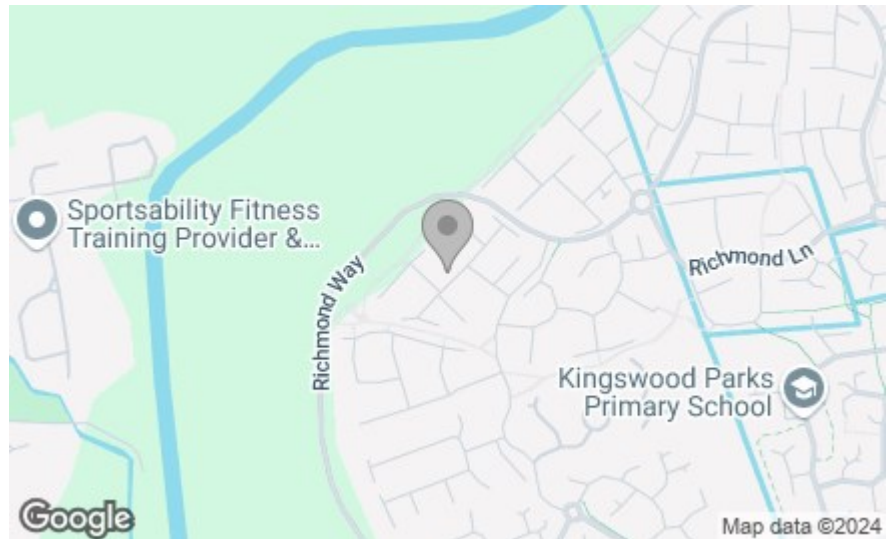 Sportsability Fitness
Training Provider &...
Richmond Way
Richmond Ln
Kingswood Parks
Primary School
Google
Map data ©2024